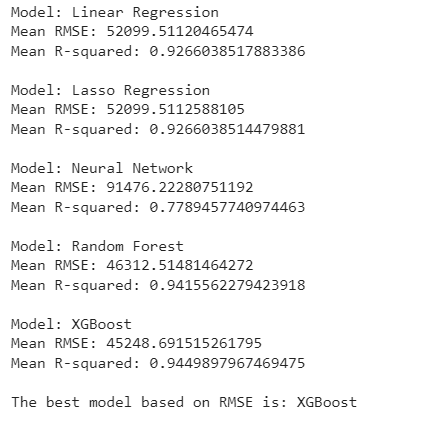 Model: Linear Regression
Mean RMSE: 52099.51120465474
Mean R-squared: 0.9266038517883386
Model: Lasso Regression
Mean RMSE: 52099.5112588105
Mean R-squared: 0.9266038514479881
Model: Neural Network
Mean RMSE: 91476.22280751192
Mean R-squared: 0.7789457740974463
Model: Random Forest
Mean RMSE: 46312.51481464272
Mean R-squared: 0.9415562279423918
Model: XGBoost
Mean RMSE: 45248.691515261795
Mean R-squared: 0.9449897967469475
The best model based on RMSE is: XGBoost